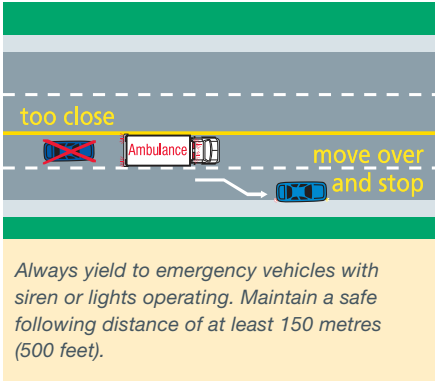 too close
Ambulance
move over
and stop
Always yield to emergency vehicles with
siren or lights operating. Maintain a safe
following distance of at least 150 metres
(500 feet).